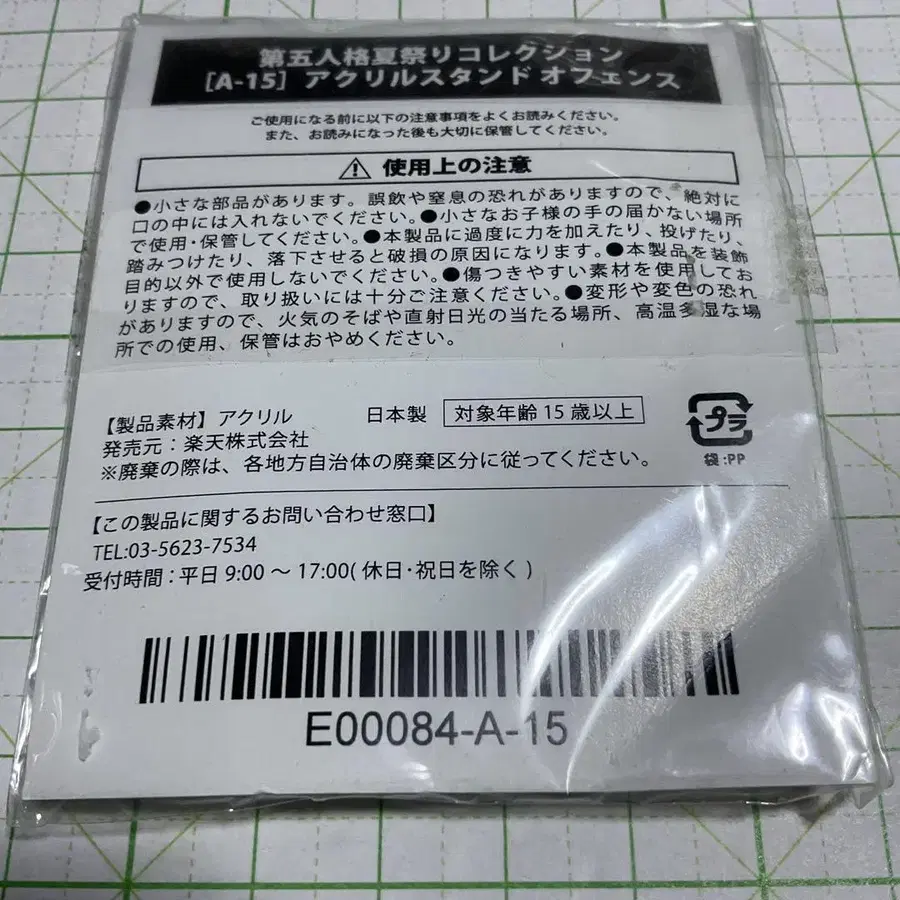 第五人格夏祭りコレクション
[A-15] アクリルスタンド オフェンス
ご使用になる前に以下の注意事項をよくお読みください。
また、お読みになった後も大切に保管してください。
⚠ 使用上の注意
●小さな部品があります。誤飲や窒息の恐れがありますので、絶対に
口の中には入れないでください。●小さなお子様の手の届かない場所
で使用・保管してください。●本製品に過度に力を加えたり、投げたり、
踏みつけたり、落下させると破損の原因になります。●本製品を装飾
目的以外で使用しないでください。●傷つきやすい素材を使用してお
りますので、取り扱いには十分ご注意ください。●変形や変色の恐れ
がありますので、火気のそばや直射日光の当たる場所、高温多湿な場
所での使用、保管はおやめください。
【製品素材】アクリル 日本製 対象年齢15歳以上
発売元：楽天株式会社
※廃棄の際は、各地方自治体の廃棄区分に従ってください。
プラ
袋:PP
【この製品に関するお問い合わせ窓口】
TEL:03-5623-7534
受付時間：平日 9:00 ～ 17:00( 休日・祝日を除く )
E00084-A-15